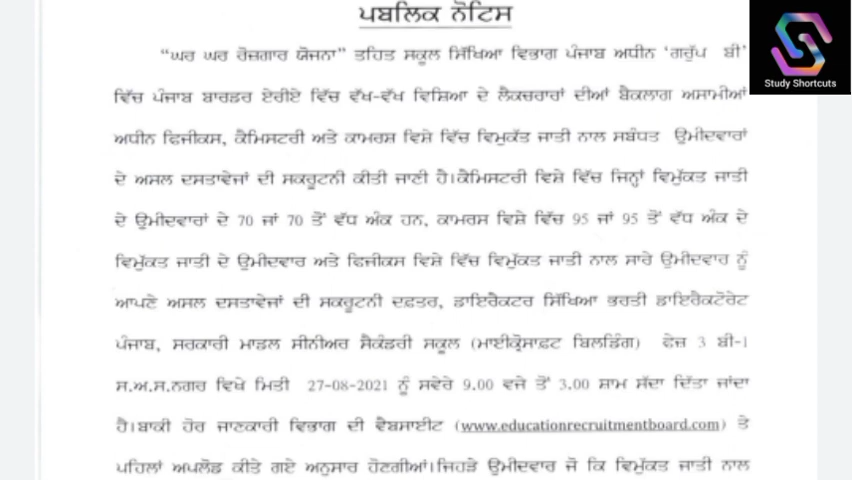 ਪਬਲਿਕ ਨੋਟਿਸ
Study Shortcuts
“ਘਰ ਘਰ ਰੋਜ਼ਗਾਰ ਯੋਜਨਾ” ਤਹਿਤ ਸਕੂਲ ਸਿੱਖਿਆ ਵਿਭਾਗ ਪੰਜਾਬ ਅਧੀਨ ‘ਗਰੁੱਪ ਬੀ’
ਵਿੱਚ ਪੰਜਾਬ ਬਾਰਡਰ ਏਰੀਏ ਵਿੱਚ ਵੱਖ-ਵੱਖ ਵਿਸ਼ਿਆ ਦੇ ਲੈਕਚਰਾਰਾਂ ਦੀਆਂ ਬੈਕਲਾਗ ਅਸਾਮੀਆਂ
ਅਧੀਨ ਫਿਜੀਕਸ, ਕੈਮਿਸਟਰੀ ਅਤੇ ਕਾਮਰਸ਼ ਵਿਸ਼ੇ ਵਿੱਚ ਵਿਮੁਕੱਤ ਜਾਤੀ ਨਾਲ ਸਬੰਧਤ ਉਮੀਦਵਾਰਾਂ
ਦੇ ਅਸਲ ਦਸਤਾਵੇਜਾਂ ਦੀ ਸਕਰੂਟਨੀ ਕੀਤੀ ਜਾਣੀ ਹੈ।ਕੈਮਿਸਟਰੀ ਵਿਸ਼ੇ ਵਿੱਚ ਜਿਨ੍ਹਾਂ ਵਿਮੁੱਕਤ ਜਾਤੀ
ਦੇ ਉਮੀਦਵਾਰਾਂ ਦੇ 70 ਜਾਂ 70 ਤੋਂ ਵੱਧ ਅੰਕ ਹਨ, ਕਾਮਰਸ ਵਿਸ਼ੇ ਵਿੱਚ 95 ਜਾਂ 95 ਤੋਂ ਵੱਧ ਅੰਕ ਦੇ
ਵਿਮੁੱਕਤ ਜਾਤੀ ਦੇ ਉਮੀਦਵਾਰ ਅਤੇ ਫਿਜੀਕਸ ਵਿਸ਼ੇ ਵਿੱਚ ਵਿਮੁੱਕਤ ਜਾਤੀ ਨਾਲ ਸਾਰੇ ਉਮੀਦਵਾਰ ਨੂੰ
ਆਪਣੇ ਅਸਲ ਦਸਤਾਵੇਜਾਂ ਦੀ ਸਕਰੂਟਨੀ ਦਫ਼ਤਰ, ਡਾਇਰੈਕਟਰ ਸਿੱਖਿਆ ਭਰਤੀ ਡਾਇਰੈਕਟੋਰੇਟ
ਪੰਜਾਬ, ਸਰਕਾਰੀ ਮਾਡਲ ਸੀਨੀਅਰ ਸੈਕੰਡਰੀ ਸਕੂਲ (ਮਾਈਕ੍ਰੋਸਾਫ਼ਟ ਬਿਲਡਿੰਗ) ਫੇਜ਼ 3 ਬੀ-1
ਸ.ਅ.ਸ.ਨਗਰ ਵਿਖੇ ਮਿਤੀ 27-08-2021 ਨੂੰ ਸਵੇਰੇ 9.00 ਵਜੇ ਤੋਂ 3.00 ਸ਼ਾਮ ਸੱਦਾ ਦਿੱਤਾ ਜਾਂਦਾ
ਹੈ।ਬਾਕੀ ਹੋਰ ਜਾਣਕਾਰੀ ਵਿਭਾਗ ਦੀ ਵੈਬਸਾਈਟ (www.educationrecruitmentboard.com) ਤੇ
ਪਹਿਲਾਂ ਅਪਲੋਡ ਕੀਤੇ ਗਏ ਅਨੁਸਾਰ ਹੋਣਗੀਆਂ।ਜਿਹੜੇ ਉਮੀਦਵਾਰ ਜੋ ਕਿ ਵਿਮੁੱਕਤ ਜਾਤੀ ਨਾਲ